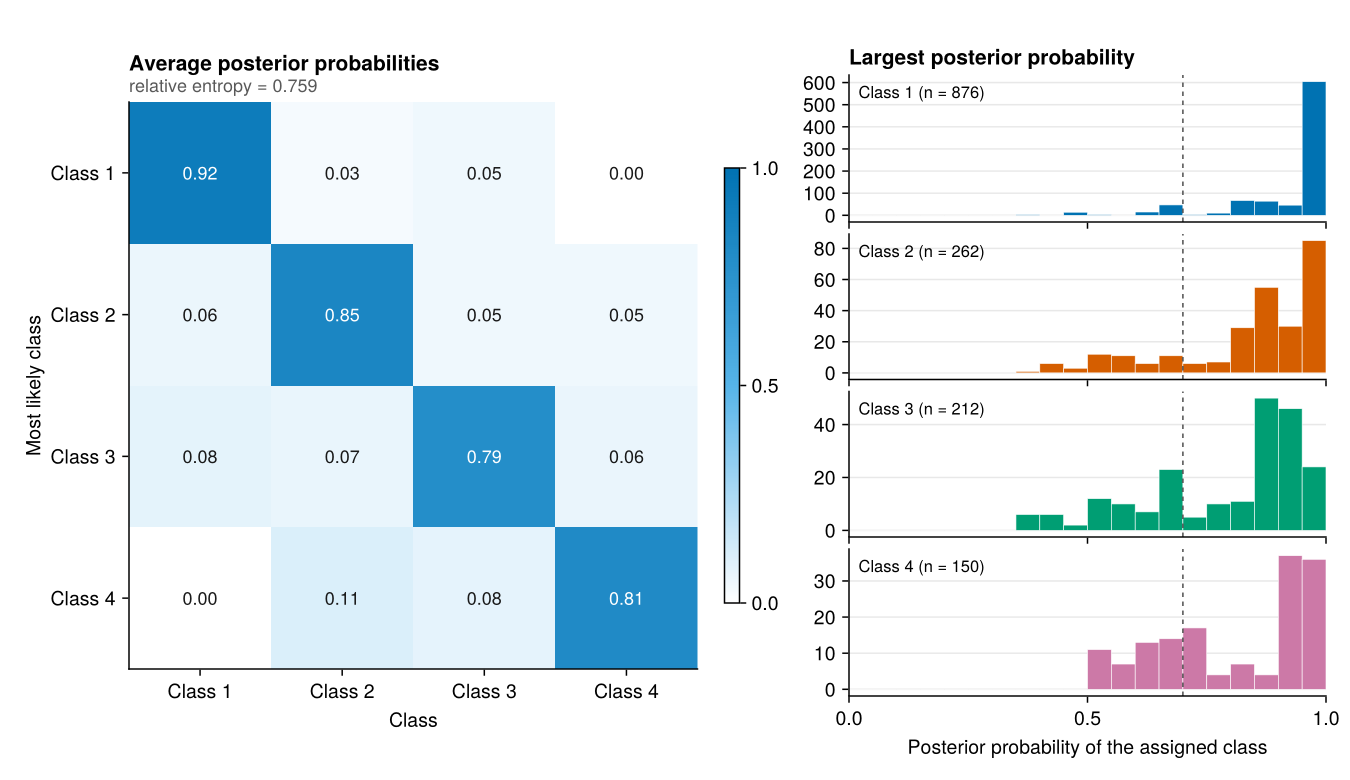 Average posterior probabilities
relative entropy = 0.759
Most likely class
Class 1 0.92 0.03 0.05 0.00
Class 2 0.06 0.85 0.05 0.05
Class 3 0.08 0.07 0.79 0.06
Class 4 0.00 0.11 0.08 0.81
Class 1 Class 2 Class 3 Class 4
Class
1.0
0.5
0.0
Largest posterior probability
Class 1 (n = 876)
600
500
400
300
200
100
0
Class 2 (n = 262)
80
60
40
20
0
Class 3 (n = 212)
40
20
0
Class 4 (n = 150)
30
20
10
0
0.0 0.5 1.0
Posterior probability of the assigned class